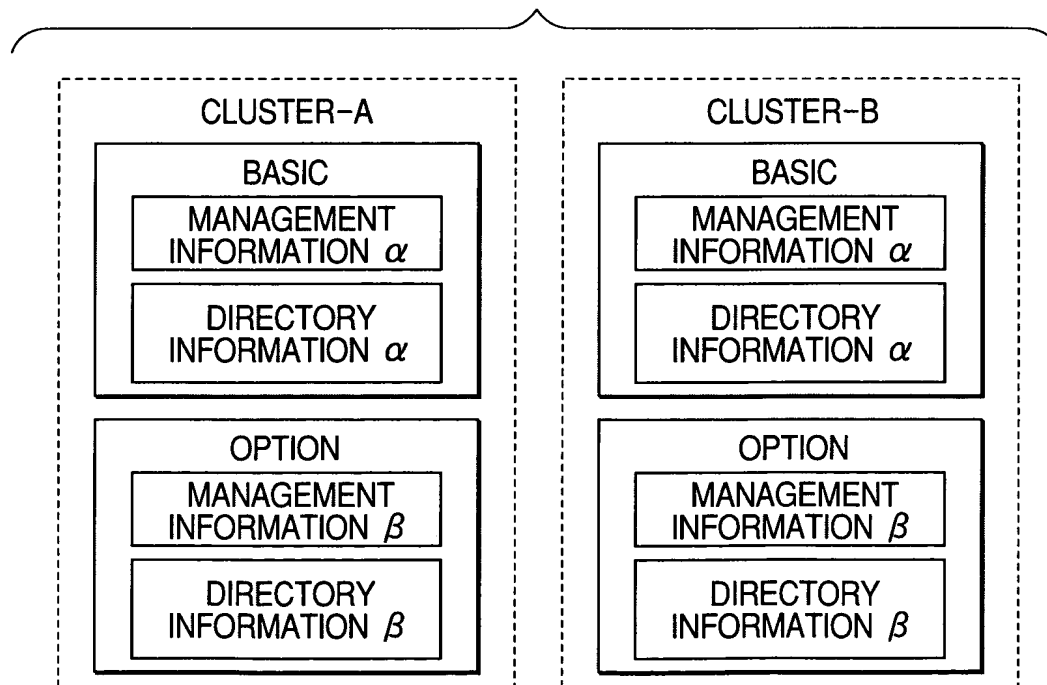 CLUSTER-A
BASIC
MANAGEMENT
INFORMATION α
DIRECTORY
INFORMATION α
OPTION
MANAGEMENT
INFORMATION β
DIRECTORY
INFORMATION β
CLUSTER-B
BASIC
MANAGEMENT
INFORMATION α
DIRECTORY
INFORMATION α
OPTION
MANAGEMENT
INFORMATION β
DIRECTORY
INFORMATION β